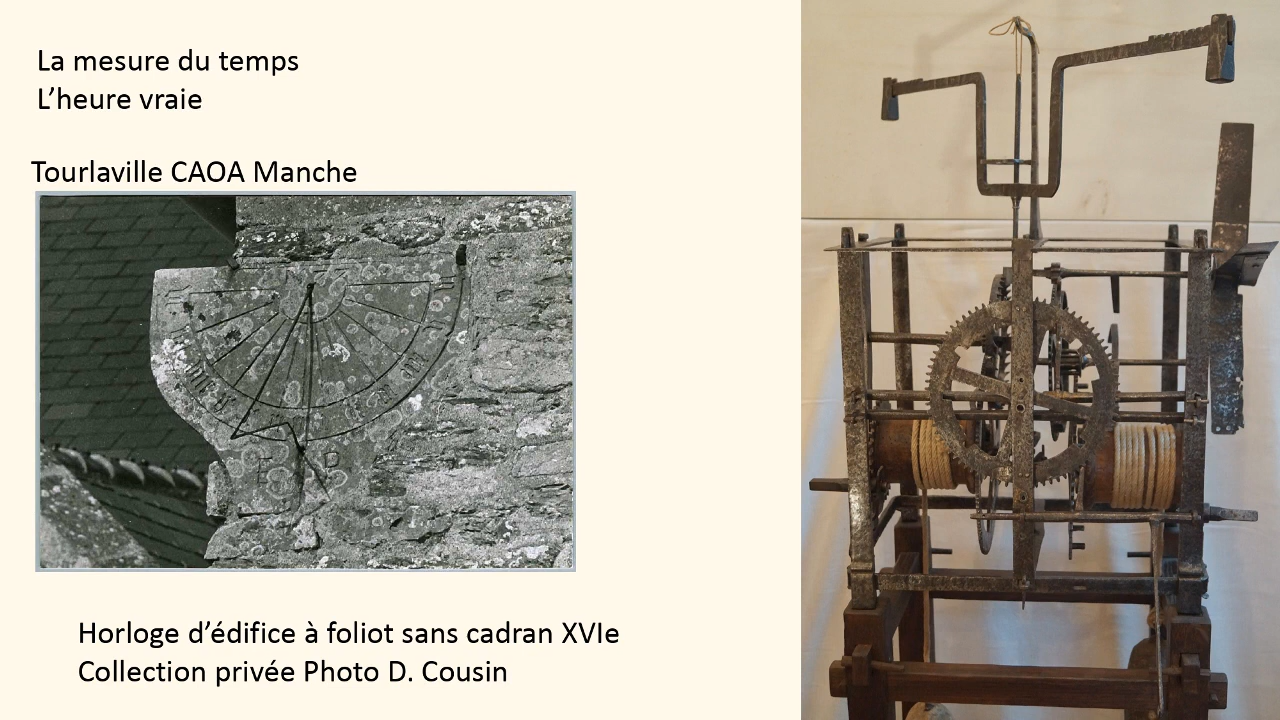 La mesure du temps
L’heure vraie
Tourlaville CAOA Manche
Horloge d’édifice à foliot sans cadran XVIe
Collection privée Photo D. Cousin